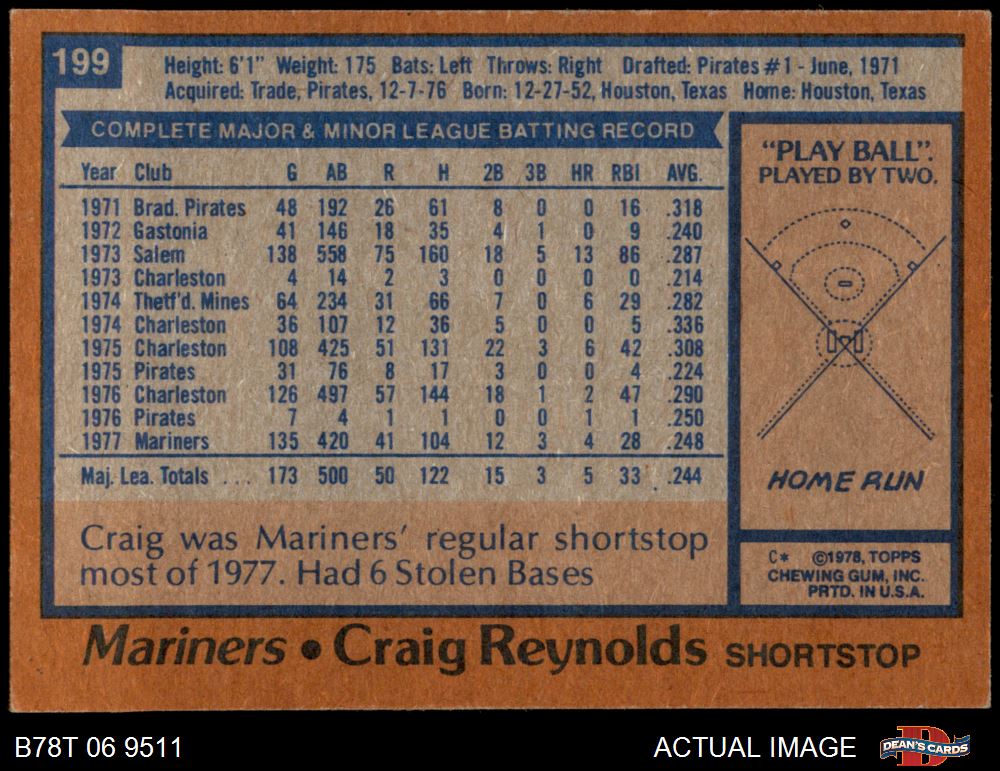 199
Height: 6'1" Weight: 175 Bats: Left Throws: Right Drafted: Pirates #1 - June, 1971
Acquired: Trade, Pirates, 12-7-76 Born: 12-27-52, Houston, Texas Home: Houston, Texas
COMPLETE MAJOR & MINOR LEAGUE BATTING RECORD
Year Club G AB R H 2B 3B HR RBI AVG.
1971 Brad. Pirates 48 192 26 61 8 0 0 16 .318
1972 Gastonia 41 146 18 35 4 1 0 9 .240
1973 Salem 138 558 75 160 18 5 13 86 .287
1973 Charleston 4 14 2 3 0 0 0 0 .214
1974 Thetf'd. Mines 64 234 31 66 7 0 6 29 .282
1974 Charleston 36 107 12 36 5 0 0 5 .336
1975 Charleston 108 425 51 131 22 3 6 42 .308
1975 Pirates 31 76 8 17 3 0 0 4 .224
1976 Charleston 126 497 57 144 18 1 2 47 .290
1976 Pirates 7 4 1 1 0 0 1 1 .250
1977 Mariners 135 420 41 104 12 3 4 28 .248
Maj. Lea. Totals ... 173 500 50 122 15 3 5 33 .244
Craig was Mariners' regular shortstop
most of 1977. Had 6 Stolen Bases
"PLAY BALL".
PLAYED BY TWO.
HOME RUN
C* ©1978, TOPPS
CHEWING GUM, INC.
PRTD. IN U.S.A.
Mariners • Craig Reynolds SHORTSTOP
B78T 06 9511
ACTUAL IMAGE
D
DEAN'S CARDS